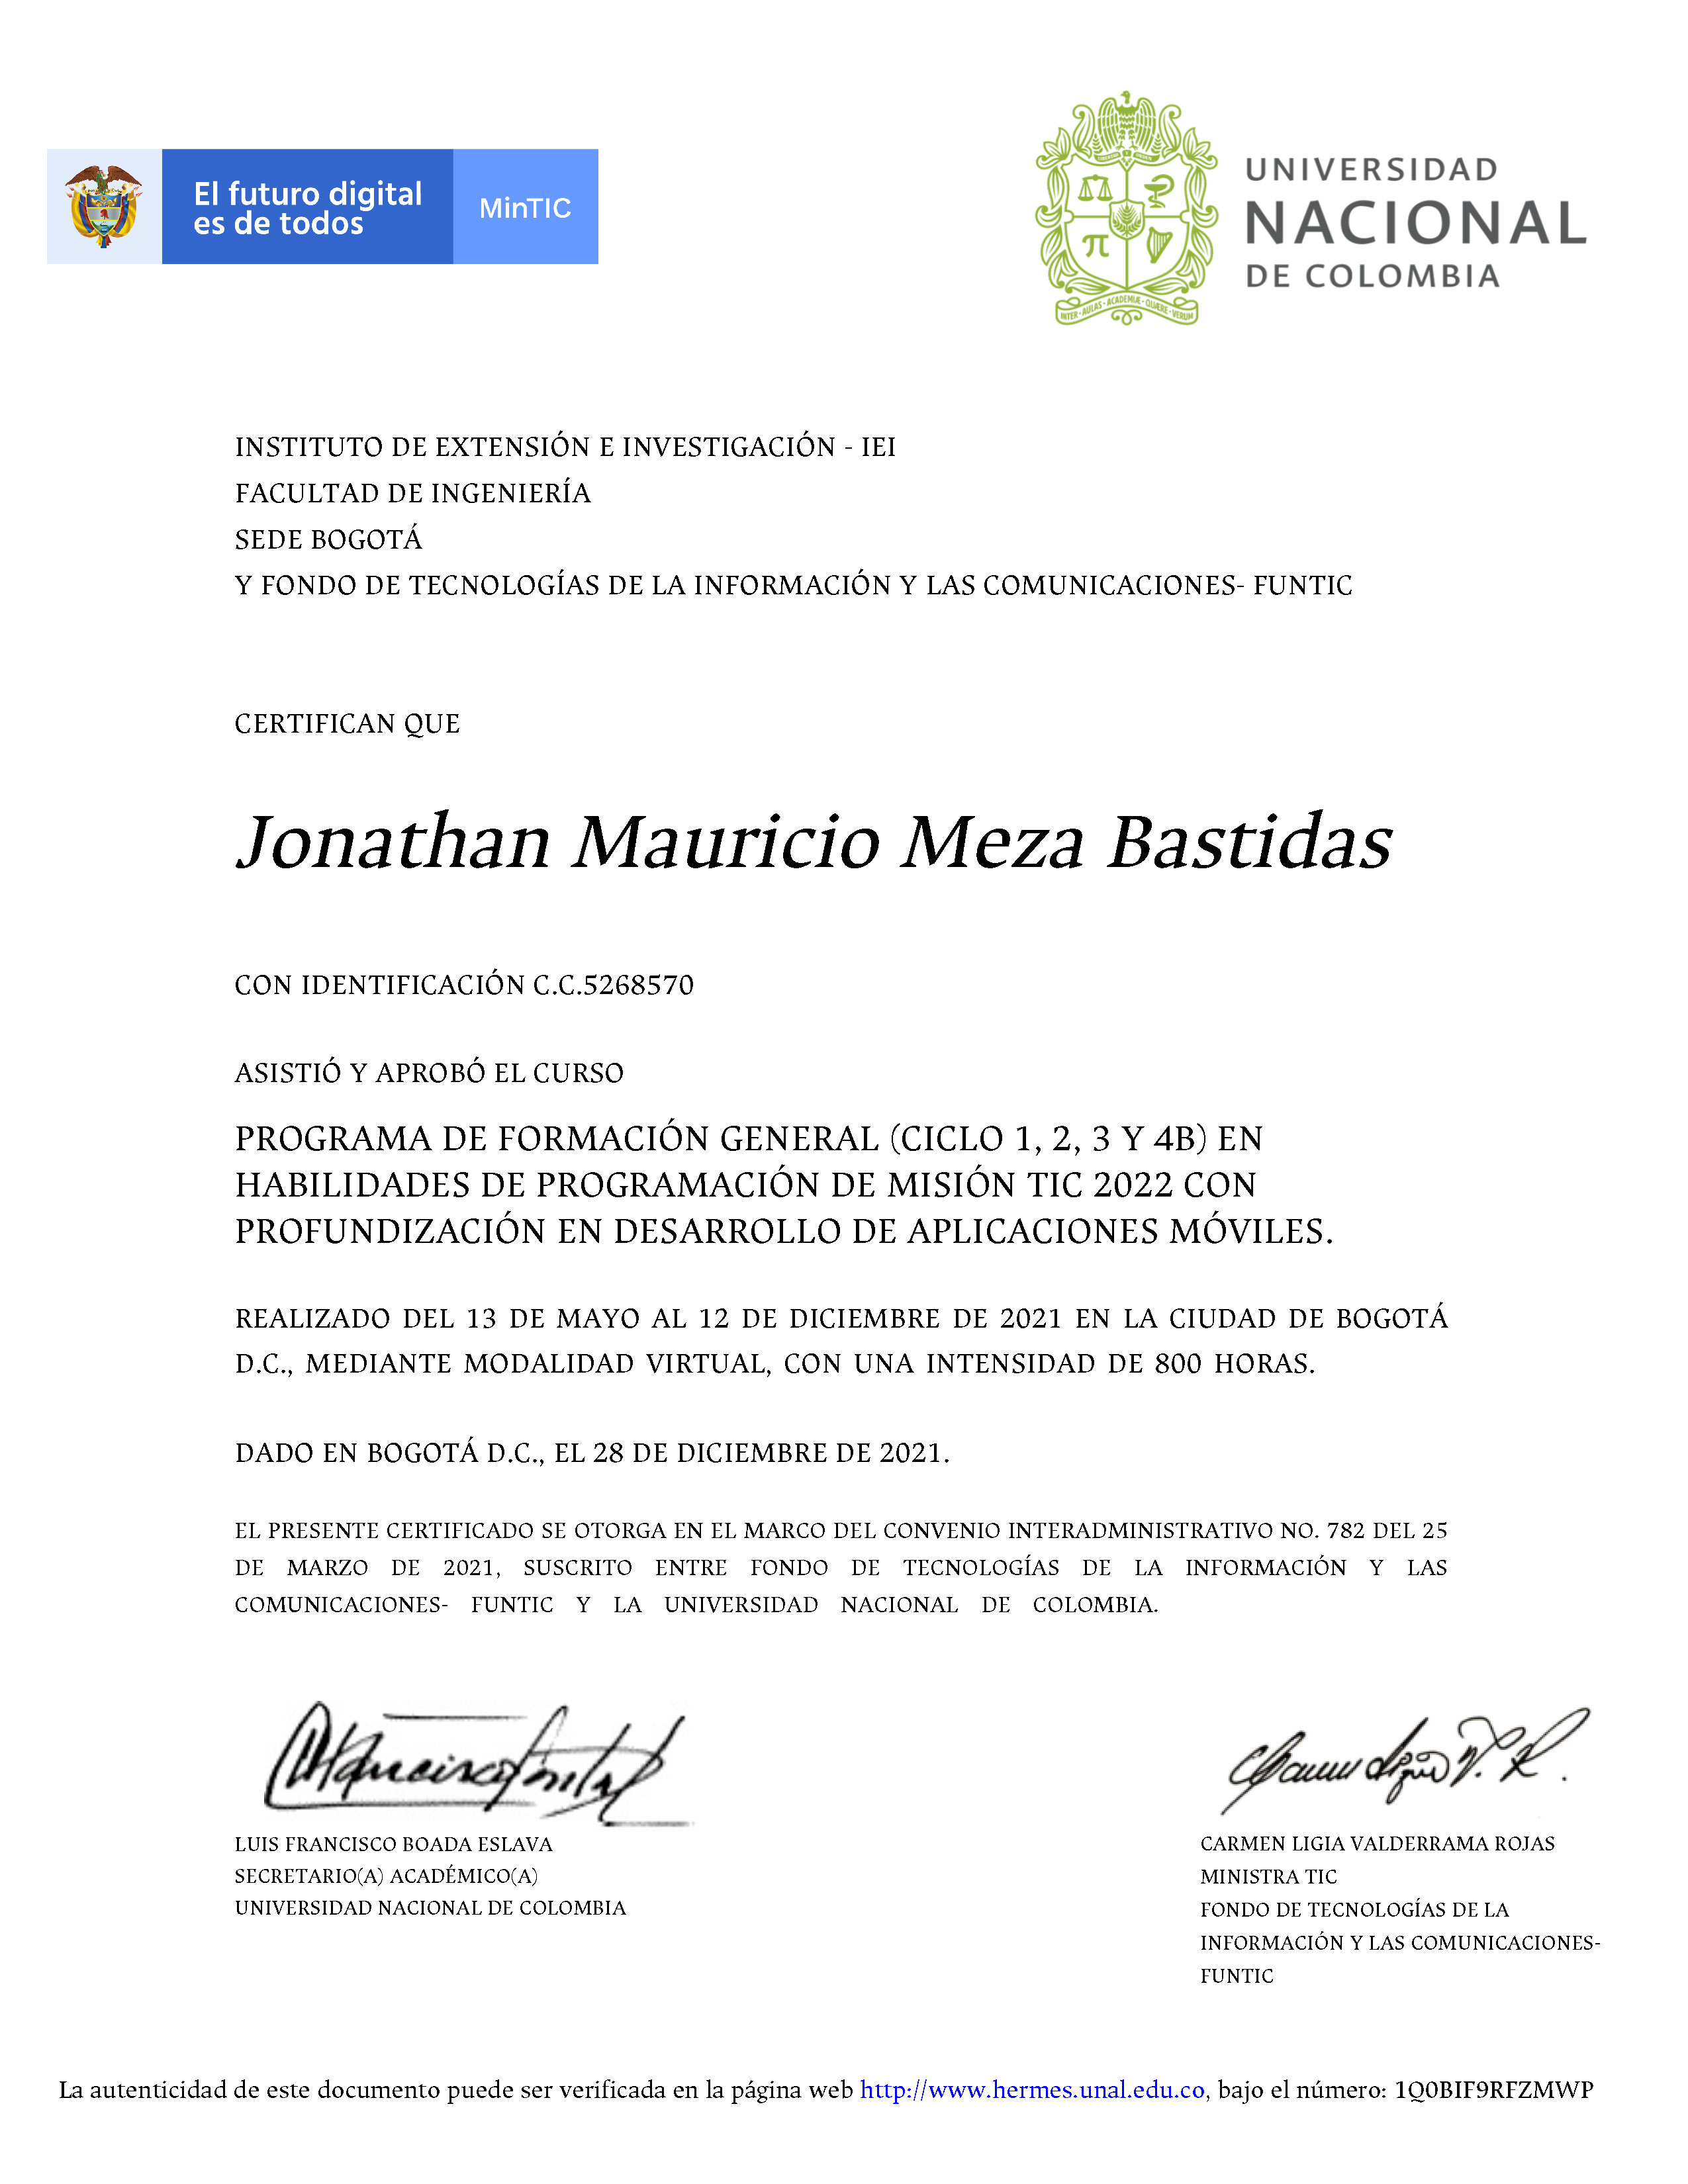 El futuro digital
es de todos
MinTIC
UNIVERSIDAD
NACIONAL
DE COLOMBIA
INTER · AULAS · ACADEMIÆ · QUÆRE · VERUM
INSTITUTO DE EXTENSIÓN E INVESTIGACIÓN - IEI
FACULTAD DE INGENIERÍA
SEDE BOGOTÁ
Y FONDO DE TECNOLOGÍAS DE LA INFORMACIÓN Y LAS COMUNICACIONES- FUNTIC
CERTIFICAN QUE
Jonathan Mauricio Meza Bastidas
CON IDENTIFICACIÓN C.C.5268570
ASISTIÓ Y APROBÓ EL CURSO
PROGRAMA DE FORMACIÓN GENERAL (CICLO 1, 2, 3 Y 4B) EN
HABILIDADES DE PROGRAMACIÓN DE MISIÓN TIC 2022 CON
PROFUNDIZACIÓN EN DESARROLLO DE APLICACIONES MÓVILES.
REALIZADO DEL 13 DE MAYO AL 12 DE DICIEMBRE DE 2021 EN LA CIUDAD DE BOGOTÁ
D.C., MEDIANTE MODALIDAD VIRTUAL, CON UNA INTENSIDAD DE 800 HORAS.
DADO EN BOGOTÁ D.C., EL 28 DE DICIEMBRE DE 2021.
EL PRESENTE CERTIFICADO SE OTORGA EN EL MARCO DEL CONVENIO INTERADMINISTRATIVO NO. 782 DEL 25
DE MARZO DE 2021, SUSCRITO ENTRE FONDO DE TECNOLOGÍAS DE LA INFORMACIÓN Y LAS
COMUNICACIONES- FUNTIC Y LA UNIVERSIDAD NACIONAL DE COLOMBIA.
LUIS FRANCISCO BOADA ESLAVA
SECRETARIO(A) ACADÉMICO(A)
UNIVERSIDAD NACIONAL DE COLOMBIA
CARMEN LIGIA VALDERRAMA ROJAS
MINISTRA TIC
FONDO DE TECNOLOGÍAS DE LA
INFORMACIÓN Y LAS COMUNICACIONES-
FUNTIC
La autenticidad de este documento puede ser verificada en la página web http://www.hermes.unal.edu.co, bajo el número: 1Q0BIF9RFZMWP